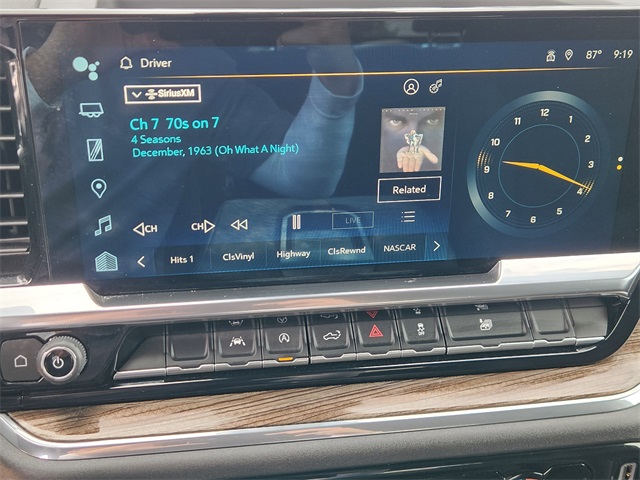 Driver
87° 9:19
SiriusXM
Ch 7 70s on 7
4 Seasons
December, 1963 (Oh What A Night)
Related
CH CH LIVE
Hits 1 ClsVinyl Highway ClsRewnd NASCAR
12
11 1
10 2
9 3
8 4
7 5
6